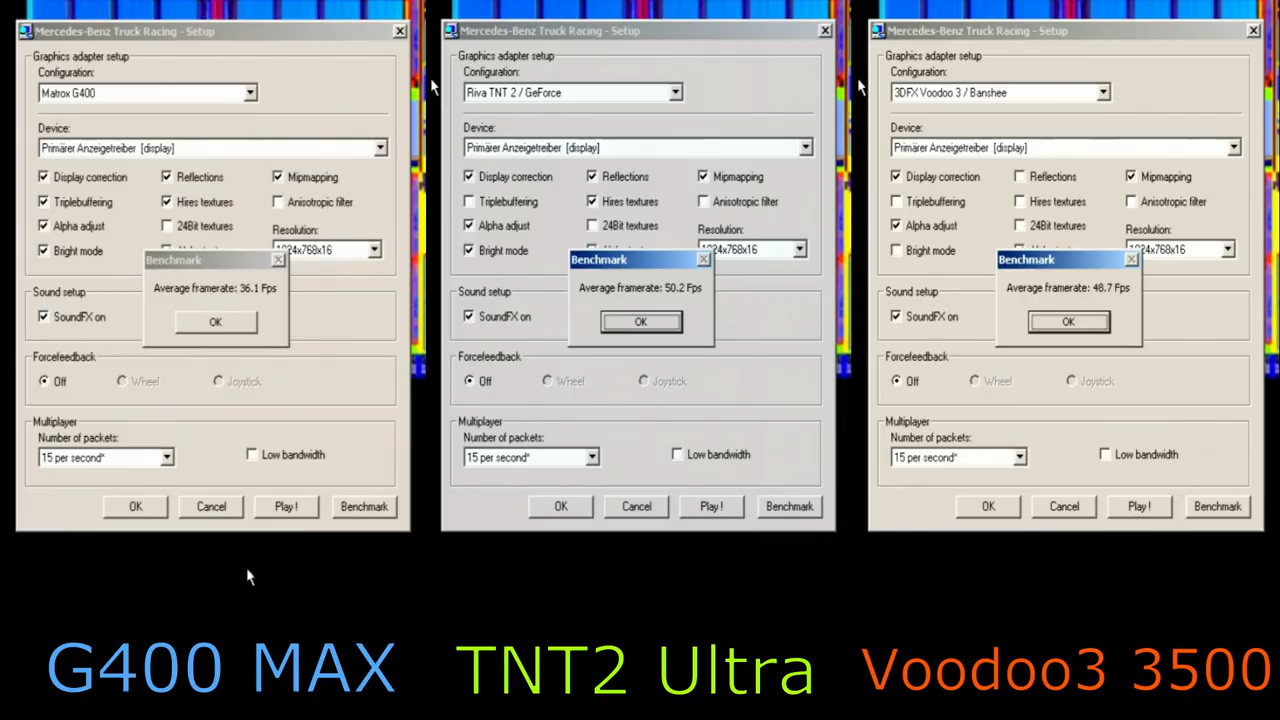 Mercedes-Benz Truck Racing - Setup
Graphics adapter setup
Configuration:
Matrox G400
Device:
Primärer Anzeigetreiber [display]
Display correction Reflections Mipmapping
Triplebuffering Hires textures Anisotropic filter
Alpha adjust 24Bit textures Resolution:
Bright mode 1024x768x16
Benchmark
Average framerate: 36.1 Fps
OK
Sound setup
SoundFX on
Forcefeedback
Off Wheel Joystick
Multiplayer
Number of packets:
15 per second* Low bandwidth
OK Cancel Play! Benchmark
G400 MAX
Mercedes-Benz Truck Racing - Setup
Graphics adapter setup
Configuration:
Riva TNT 2 / GeForce
Device:
Primärer Anzeigetreiber [display]
Display correction Reflections Mipmapping
Triplebuffering Hires textures Anisotropic filter
Alpha adjust 24Bit textures Resolution:
Bright mode 1024x768x16
Benchmark
Average framerate: 50.2 Fps
OK
Sound setup
SoundFX on
Forcefeedback
Off Wheel Joystick
Multiplayer
Number of packets:
15 per second* Low bandwidth
OK Cancel Play! Benchmark
TNT2 Ultra
Mercedes-Benz Truck Racing - Setup
Graphics adapter setup
Configuration:
3DFX Voodoo 3 / Banshee
Device:
Primärer Anzeigetreiber [display]
Display correction Reflections Mipmapping
Triplebuffering Hires textures Anisotropic filter
Alpha adjust 24Bit textures Resolution:
Bright mode 1024x768x16
Benchmark
Average framerate: 48.7 Fps
OK
Sound setup
SoundFX on
Forcefeedback
Off Wheel Joystick
Multiplayer
Number of packets:
15 per second* Low bandwidth
OK Cancel Play! Benchmark
Voodoo3 3500